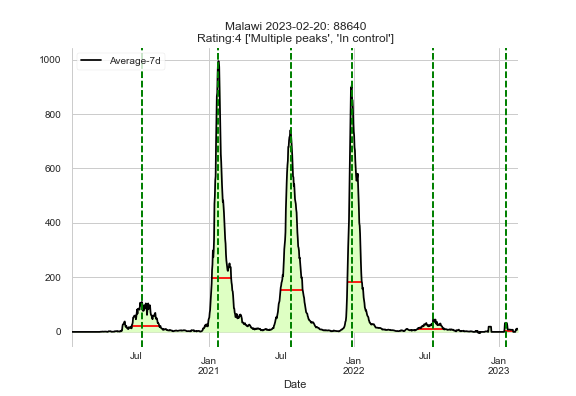 Malawi 2023-02-20: 88640
Rating:4 ['Multiple peaks', 'In control']
Average-7d
1000
800
600
400
200
0
Jul
Jan
2021
Jul
Jan
2022
Jul
Jan
2023
Date